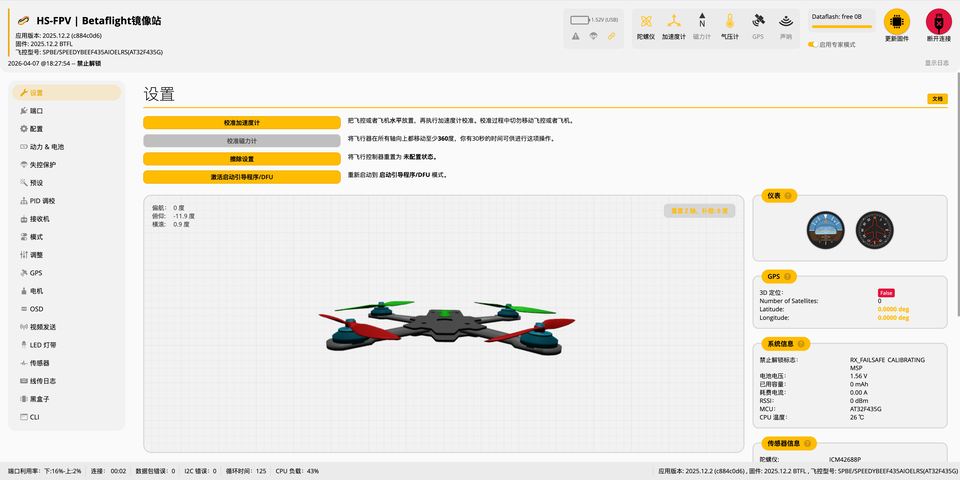 HS-FPV | Betaflight镜像站
应用版本: 2025.12.2 (c884c0d6)
固件: 2025.12.2 BTFL
飞控型号: SPBE/SPEEDYBEEF435AIOELRS(AT32F435G)
2026-04-07 @18:27:54 -- 禁止解锁
1.52V (USB)
陀螺仪
加速度计
磁力计
气压计
GPS
声呐
Dataflash: free 0B
启用专家模式
更新固件
断开连接
显示日志
设置
端口
配置
动力 & 电池
失控保护
预设
PID 调校
接收机
模式
调整
GPS
电机
OSD
视频发送
LED 灯带
传感器
线传日志
黑盒子
CLI
设置
文档
校准加速度计
把飞控或者飞机水平放置，再执行加速度计校准。校准过程中切勿移动飞控或者飞机。
校准磁力计
将飞行器在所有轴向上都移动至少360度，你有30秒的时间可供进行这项操作。
擦除设置
将飞行控制器重置为 未配置状态。
激活启动引导程序/DFU
重新启动到 启动引导程序/DFU 模式。
偏航: 0 度
俯仰: -11.9 度
横滚: 0.9 度
重置 Z 轴，补偿: 0 度
仪表
GPS
3D 定位: False
Number of Satellites: 0
Latitude: 0.0000 deg
Longitude: 0.0000 deg
系统信息
禁止解锁标志: RX_FAILSAFE CALIBRATING
MSP
电池电压: 1.56 V
已用容量: 0 mAh
耗费电流: 0.00 A
RSSI: 0 dBm
MCU: AT32F435G
CPU 温度: 26 ℃
传感器信息
陀螺仪: ICM42688P
端口利用率: 下:16%-上:2% 连接: 00:02 数据包错误: 0 I2C 错误: 0 循环时间: 125 CPU 负载: 43%
应用版本: 2025.12.2 (c884c0d6) , 固件: 2025.12.2 BTFL , 飞控型号: SPBE/SPEEDYBEEF435AIOELRS(AT32F435G)